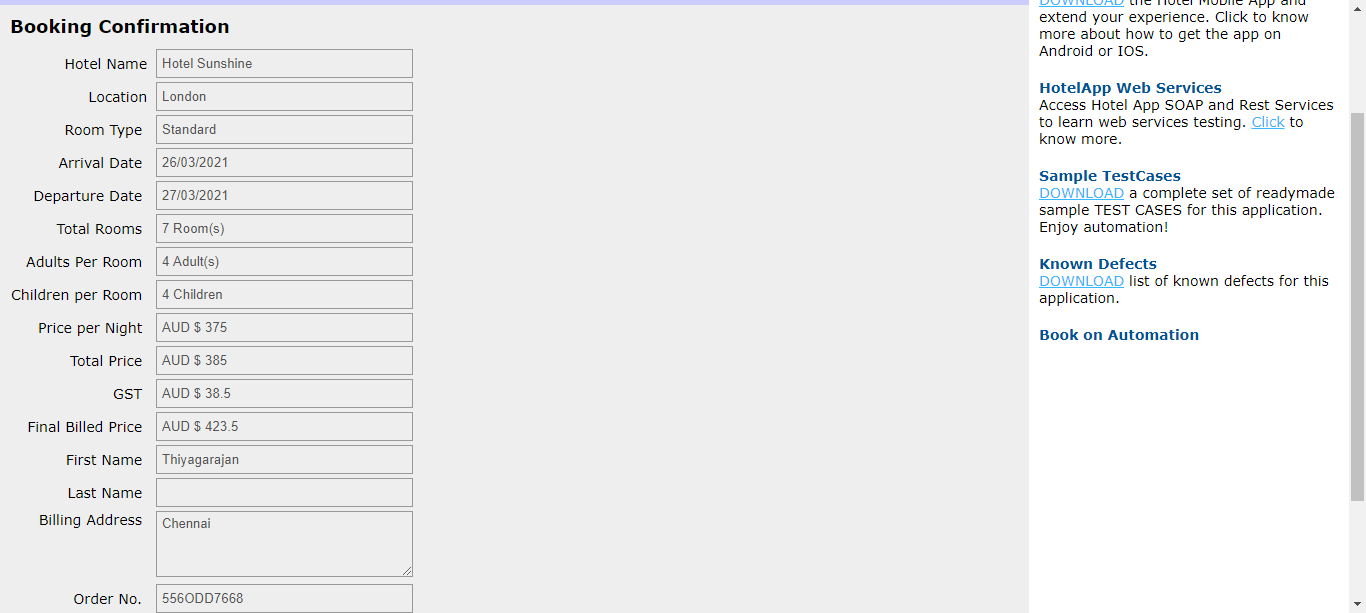 Booking Confirmation
Hotel Name Hotel Sunshine
Location London
Room Type Standard
Arrival Date 26/03/2021
Departure Date 27/03/2021
Total Rooms 7 Room(s)
Adults Per Room 4 Adult(s)
Children per Room 4 Children
Price per Night AUD $ 375
Total Price AUD $ 385
GST AUD $ 38.5
Final Billed Price AUD $ 423.5
First Name Thiyagarajan
Last Name
Billing Address Chennai
Order No. 556ODD7668
DOWNLOAD the Hotel Mobile App and
extend your experience. Click to know
more about how to get the app on
Android or IOS.
HotelApp Web Services
Access Hotel App SOAP and Rest Services
to learn web services testing. Click to
know more.
Sample TestCases
DOWNLOAD a complete set of readymade
sample TEST CASES for this application.
Enjoy automation!
Known Defects
DOWNLOAD list of known defects for this
application.
Book on Automation